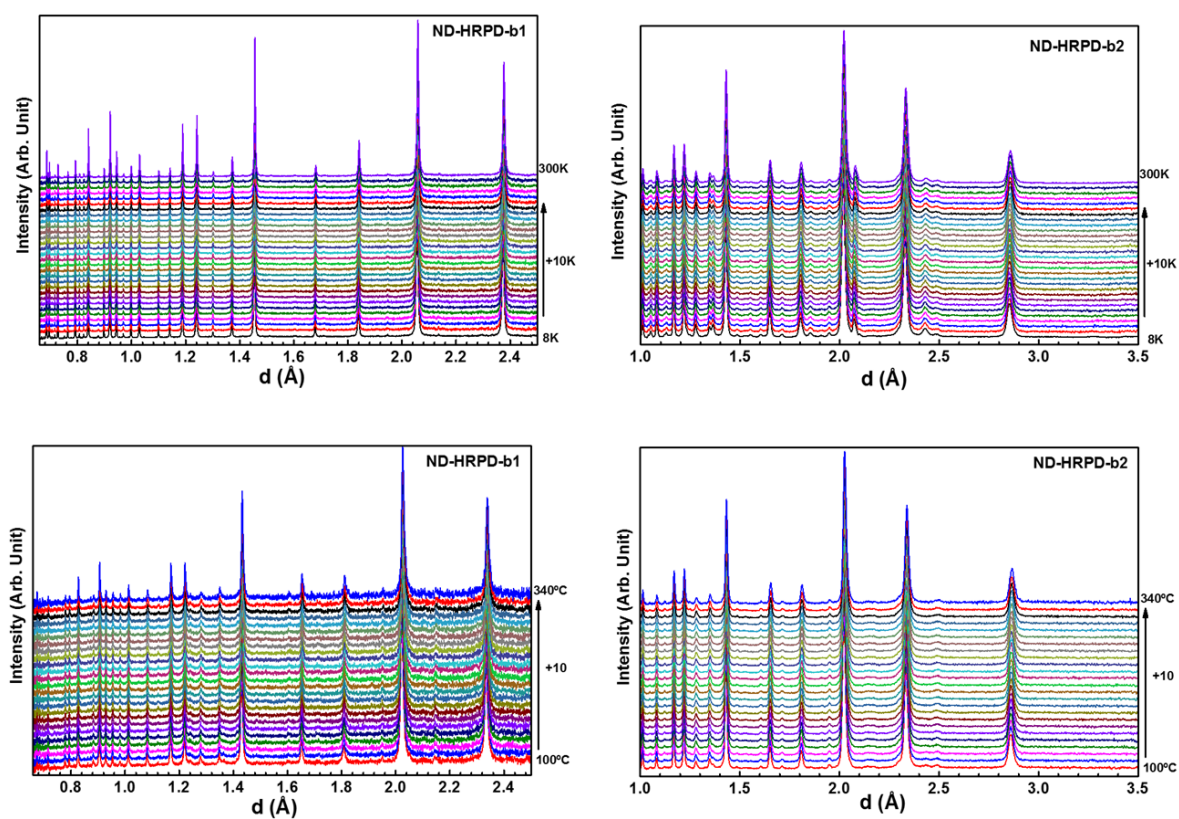 ND-HRPD-b1
Intensity (Arb. Unit)
300K
+10K
8K
0.8 1.0 1.2 1.4 1.6 1.8 2.0 2.2 2.4
d (Å)
ND-HRPD-b2
Intensity (Arb. Unit)
300K
+10K
8K
1.0 1.5 2.0 2.5 3.0 3.5
d (Å)
ND-HRPD-b1
Intensity (Arb. Unit)
340ºC
+10
100ºC
0.8 1.0 1.2 1.4 1.6 1.8 2.0 2.2 2.4
d (Å)
ND-HRPD-b2
Intensity (Arb. Unit)
340ºC
+10
100ºC
1.0 1.5 2.0 2.5 3.0 3.5
d (Å)